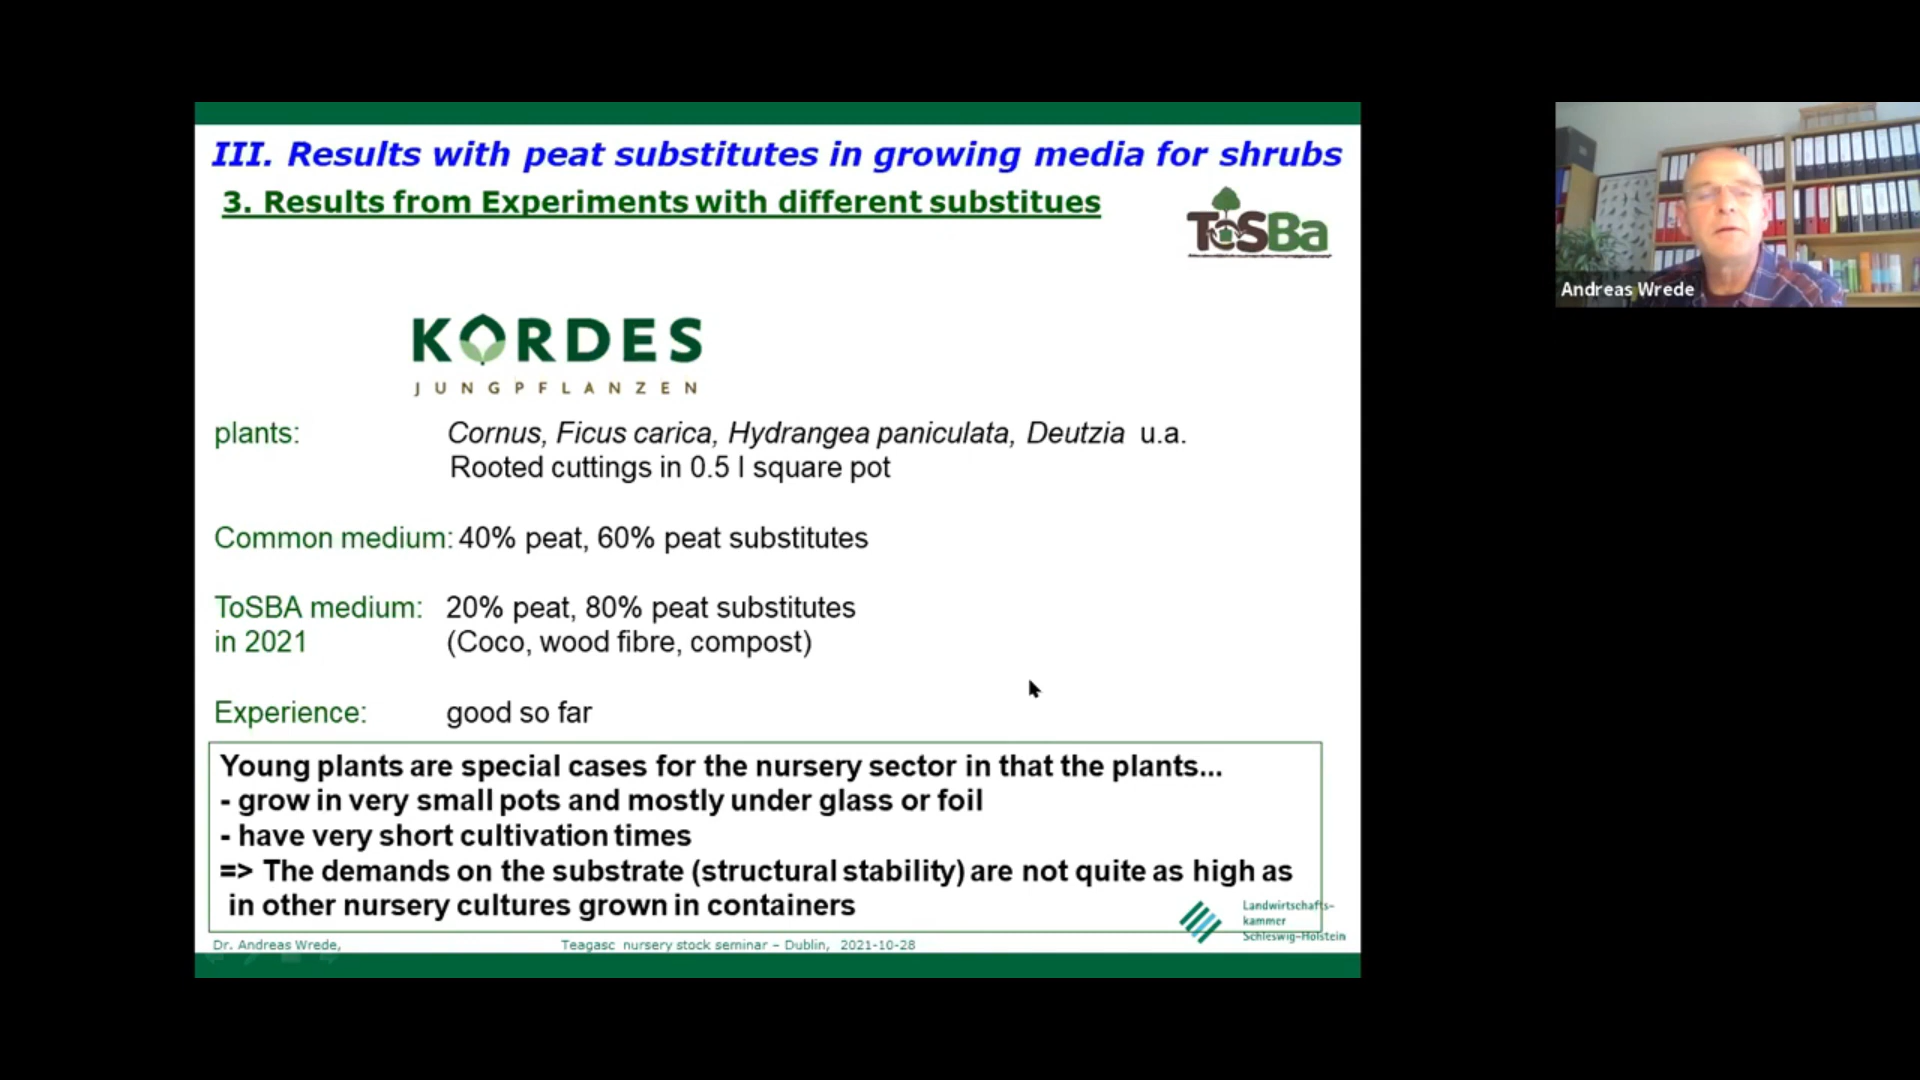 III. Results with peat substitutes in growing media for shrubs
3. Results from Experiments with different substitues
ToSBa
KORDES
JUNGPFLANZEN
plants: Cornus, Ficus carica, Hydrangea paniculata, Deutzia u.a.
Rooted cuttings in 0.5 l square pot
Common medium: 40% peat, 60% peat substitutes
ToSBA medium: 20% peat, 80% peat substitutes
in 2021 (Coco, wood fibre, compost)
Experience: good so far
Young plants are special cases for the nursery sector in that the plants...
- grow in very small pots and mostly under glass or foil
- have very short cultivation times
=> The demands on the substrate (structural stability) are not quite as high as
in other nursery cultures grown in containers
Landwirtschafts-
kammer
Schleswig-Holstein
Dr. Andreas Wrede, Teagasc nursery stock seminar – Dublin, 2021-10-28
Andreas Wrede